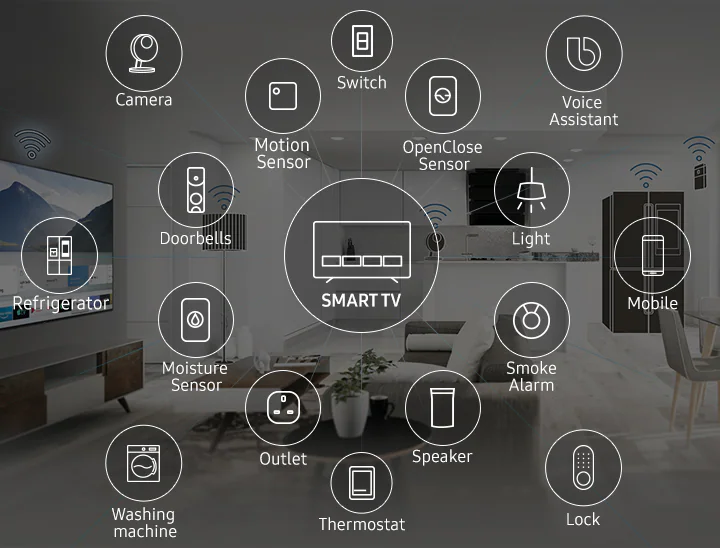 Camera
Switch
Voice
Assistant
Motion
Sensor
OpenClose
Sensor
Doorbells
Light
Refrigerator
SMART TV
Mobile
Moisture
Sensor
Smoke
Alarm
Outlet
Speaker
Washing
machine
Thermostat
Lock